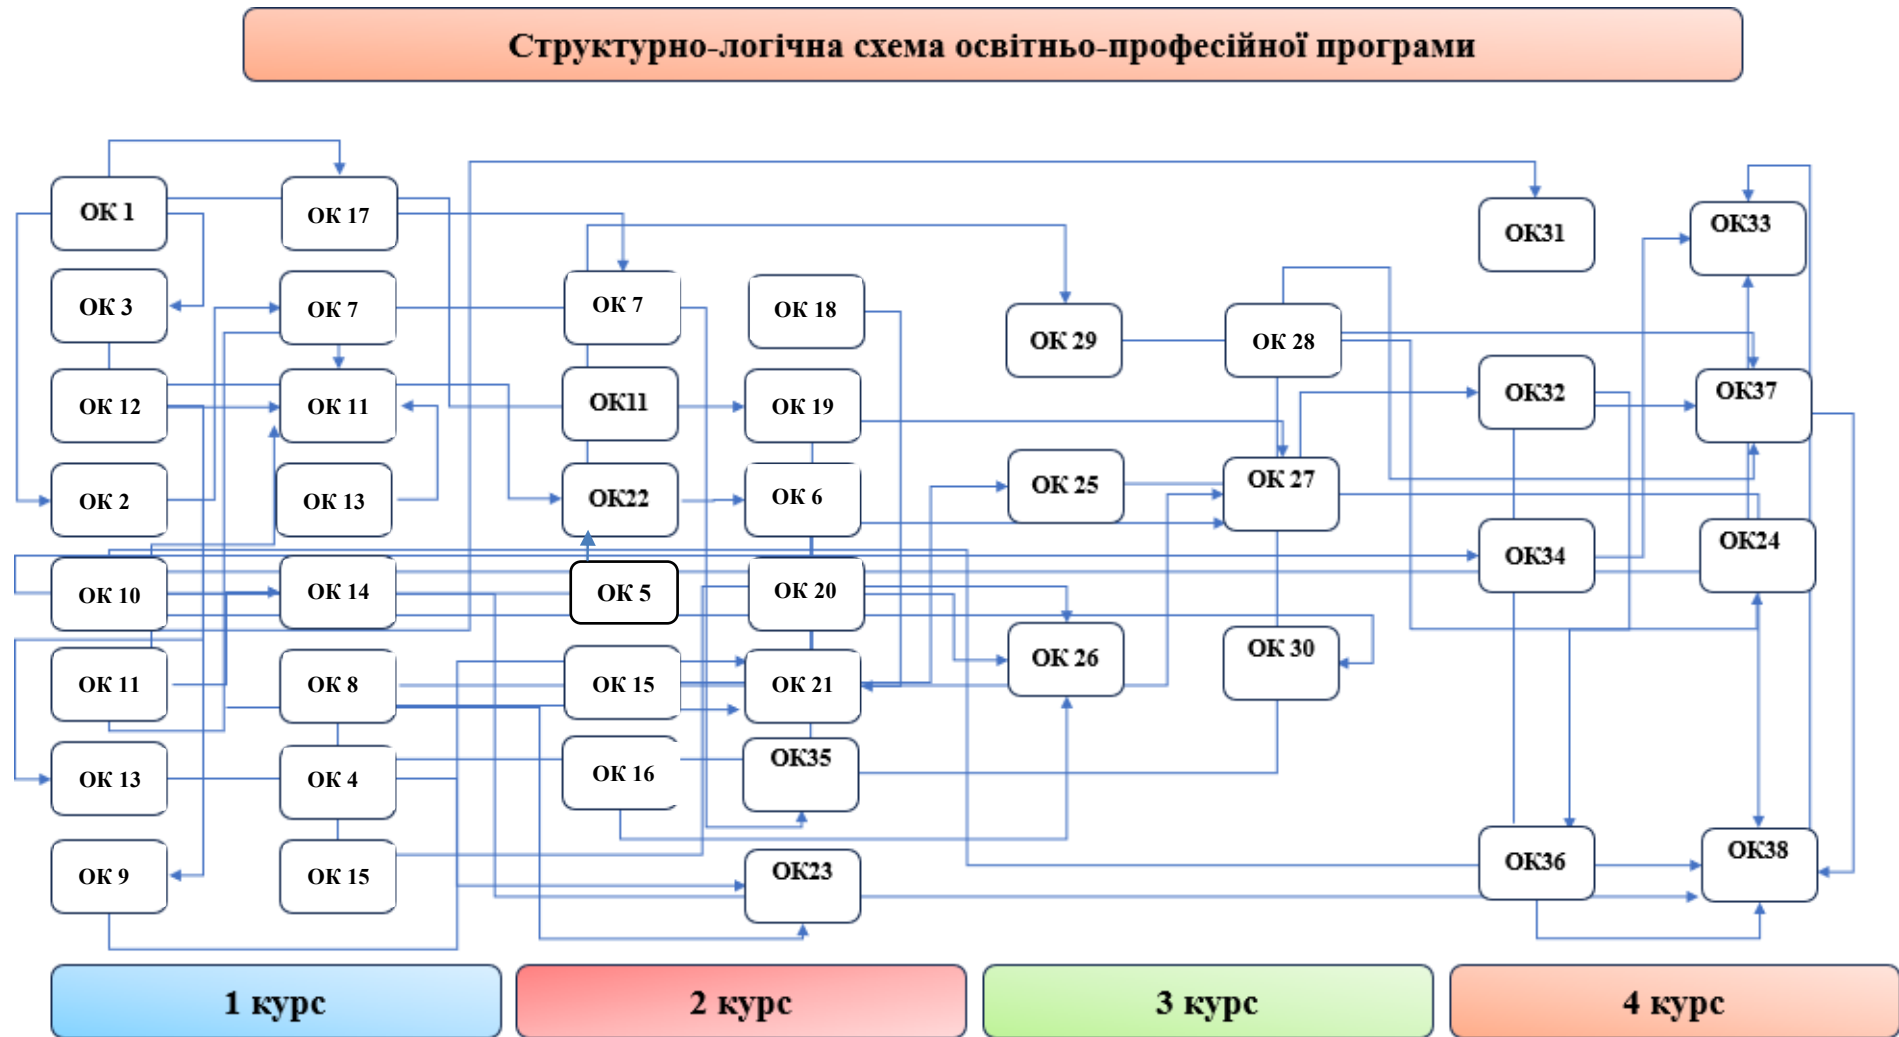 Структурно-логічна схема освітньо-професійної програми
ОК 1
ОК 3
ОК 12
ОК 2
ОК 10
ОК 11
ОК 13
ОК 9
ОК 17
ОК 7
ОК 11
ОК 13
ОК 14
ОК 8
ОК 4
ОК 15
ОК 7
ОК11
ОК22
ОК 5
ОК 15
ОК 16
ОК 18
ОК 19
ОК 6
ОК 20
ОК 21
ОК35
ОК23
ОК 29
ОК 25
ОК 26
ОК 28
ОК 27
ОК 30
ОК31
ОК32
ОК34
ОК36
ОК33
ОК37
ОК24
ОК38
1 курс
2 курс
3 курс
4 курс